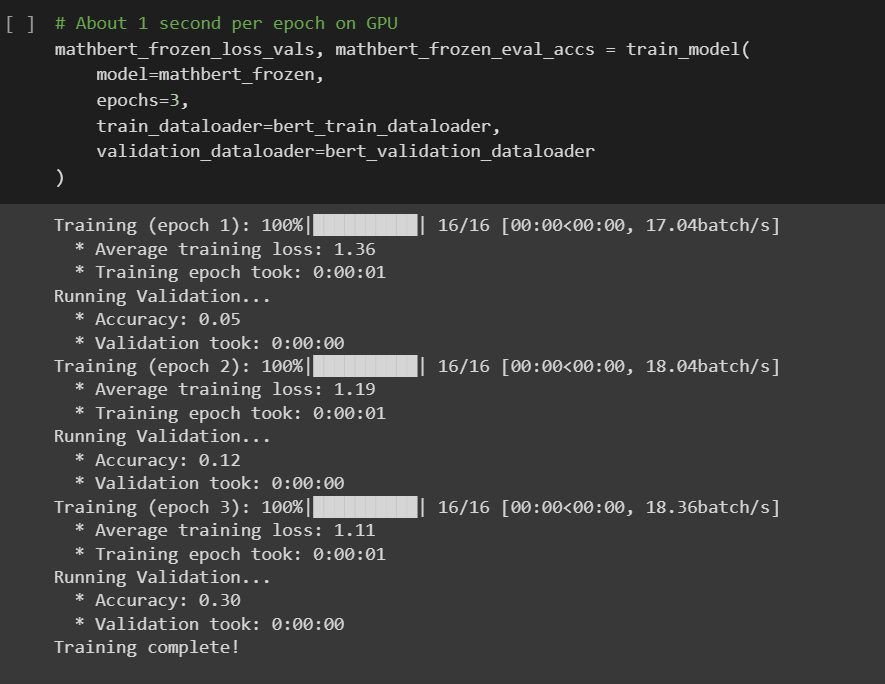 [ ] # About 1 second per epoch on GPU
mathbert_frozen_loss_vals, mathbert_frozen_eval_accs = train_model(
    model=mathbert_frozen,
    epochs=3,
    train_dataloader=bert_train_dataloader,
    validation_dataloader=bert_validation_dataloader
)
Training (epoch 1): 100%|██████████| 16/16 [00:00<00:00, 17.04batch/s]
  * Average training loss: 1.36
  * Training epoch took: 0:00:01
Running Validation...
  * Accuracy: 0.05
  * Validation took: 0:00:00
Training (epoch 2): 100%|██████████| 16/16 [00:00<00:00, 18.04batch/s]
  * Average training loss: 1.19
  * Training epoch took: 0:00:01
Running Validation...
  * Accuracy: 0.12
  * Validation took: 0:00:00
Training (epoch 3): 100%|██████████| 16/16 [00:00<00:00, 18.36batch/s]
  * Average training loss: 1.11
  * Training epoch took: 0:00:01
Running Validation...
  * Accuracy: 0.30
  * Validation took: 0:00:00
Training complete!